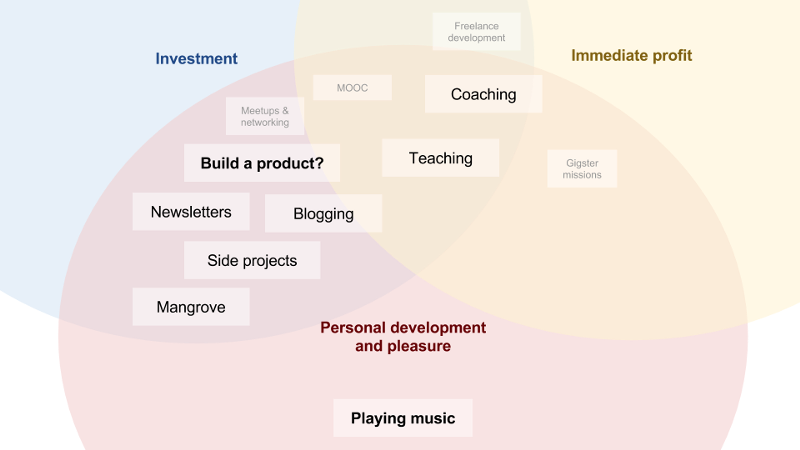 Freelance
development
Investment
Immediate profit
MOOC
Coaching
Meetups &
networking
Build a product?
Teaching
Gigster
missions
Newsletters
Blogging
Side projects
Mangrove
Personal development
and pleasure
Playing music